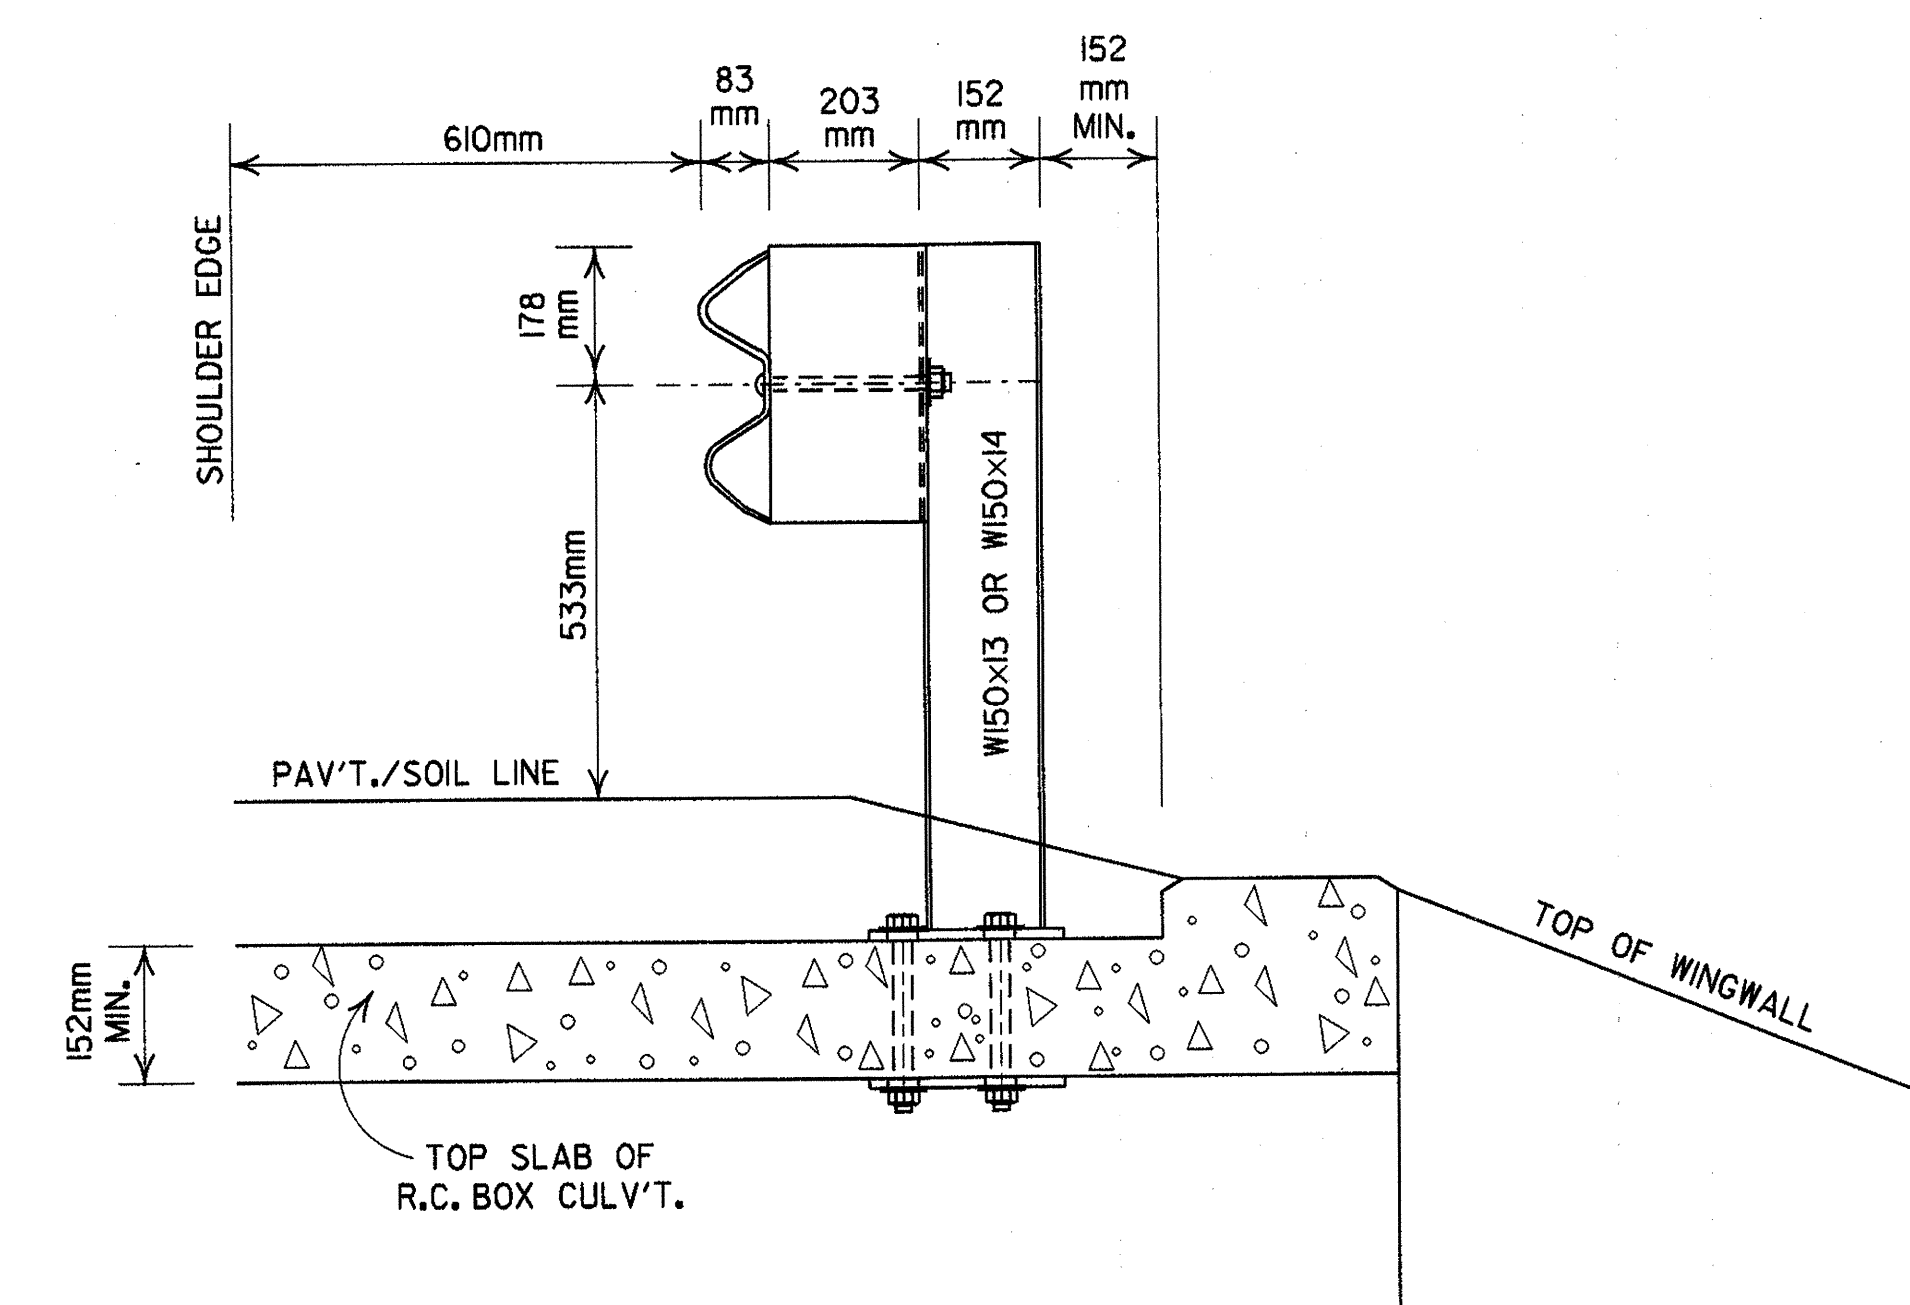 152
mm
MIN.
83
mm
203
mm
152
mm
610mm
SHOULDER EDGE
178
mm
533mm
W150x13 OR W150x14
PAV'T./SOIL LINE
TOP OF WINGWALL
152mm
MIN.
TOP SLAB OF
R.C. BOX CULV'T.